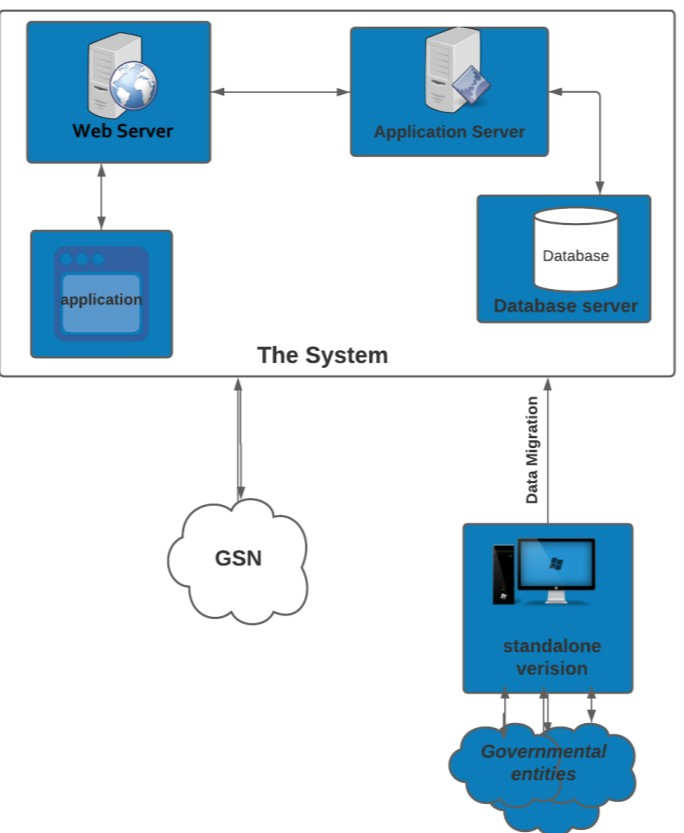 Web Server
Application Server
application
Database
Database server
The System
Data Migration
GSN
standalone
verision
Governmental
entities